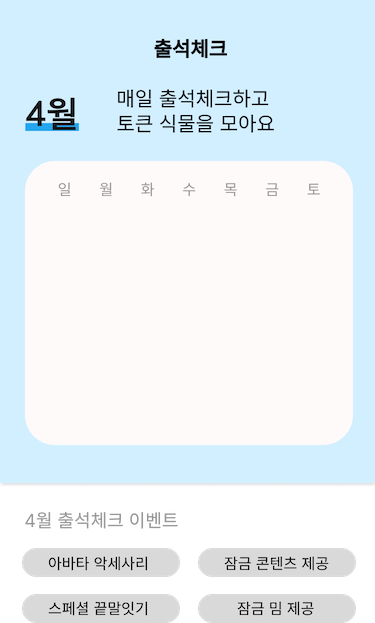 출석체크
4월
매일 출석체크하고
토큰 식물을 모아요
일 월 화 수 목 금 토
4월 출석체크 이벤트
아바타 악세사리 잠금 콘텐츠 제공
스페셜 끝말잇기 잠금 밈 제공